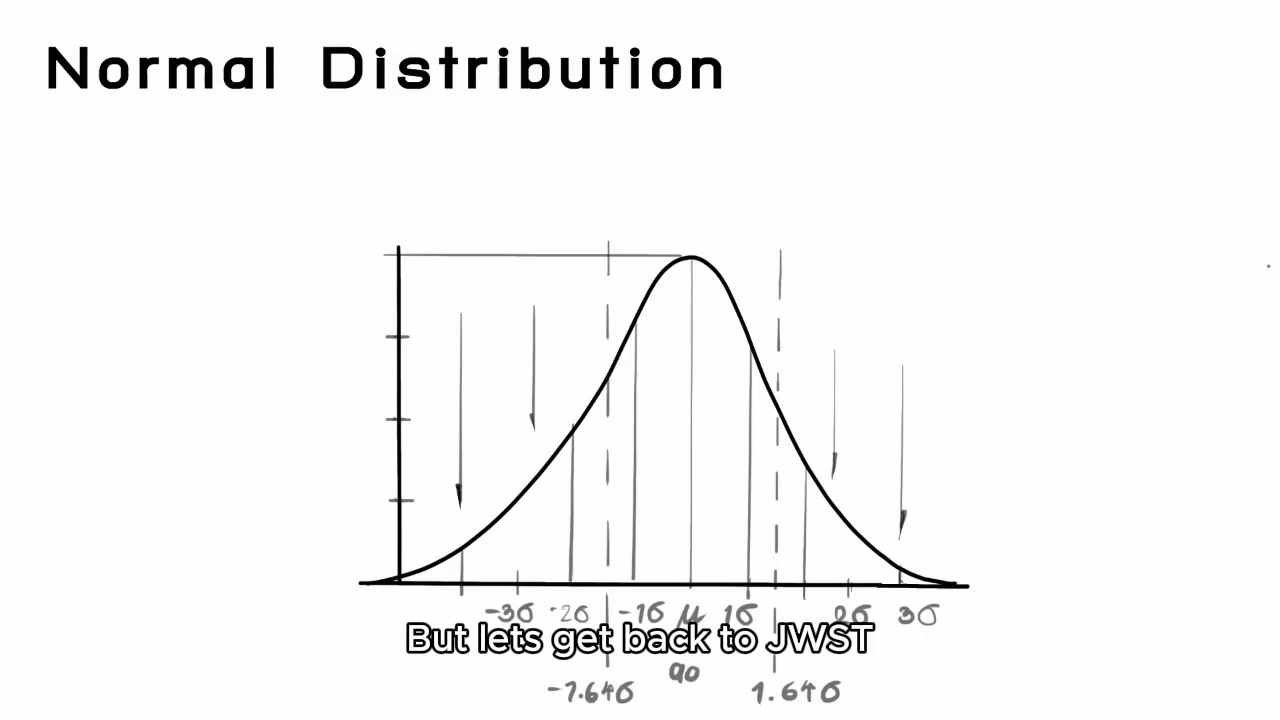 Normal Distribution
-3σ -2σ -1σ μ 1σ 2σ 3σ
But lets get back to JWST
90
-1.64σ 1.64σ